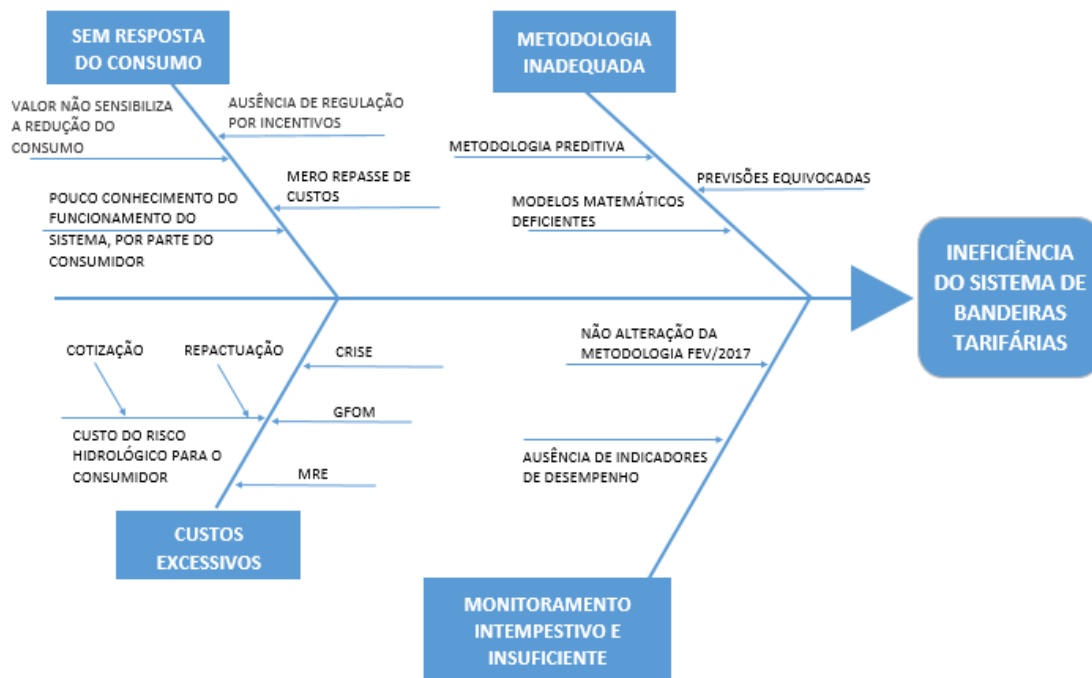 SEM RESPOSTA
DO CONSUMO
METODOLOGIA
INADEQUADA
VALOR NÃO SENSIBILIZA
A REDUÇÃO DO
CONSUMO
AUSÊNCIA DE REGULAÇÃO
POR INCENTIVOS
MERO REPASSE DE
CUSTOS
POUCO CONHECIMENTO DO
FUNCIONAMENTO DO
SISTEMA, POR PARTE DO
CONSUMIDOR
METODOLOGIA PREDITIVA
PREVISÕES EQUIVOCADAS
MODELOS MATEMÁTICOS
DEFICIENTES
INEFICIÊNCIA
DO SISTEMA DE
BANDEIRAS
TARIFÁRIAS
COTIZAÇÃO
REPACTUAÇÃO
CRISE
GFOM
CUSTO DO RISCO
HIDROLÓGICO PARA O
CONSUMIDOR
MRE
NÃO ALTERAÇÃO DA
METODOLOGIA FEV/2017
AUSÊNCIA DE INDICADORES
DE DESEMPENHO
CUSTOS
EXCESSIVOS
MONITORAMENTO
INTEMPESTIVO E
INSUFICIENTE